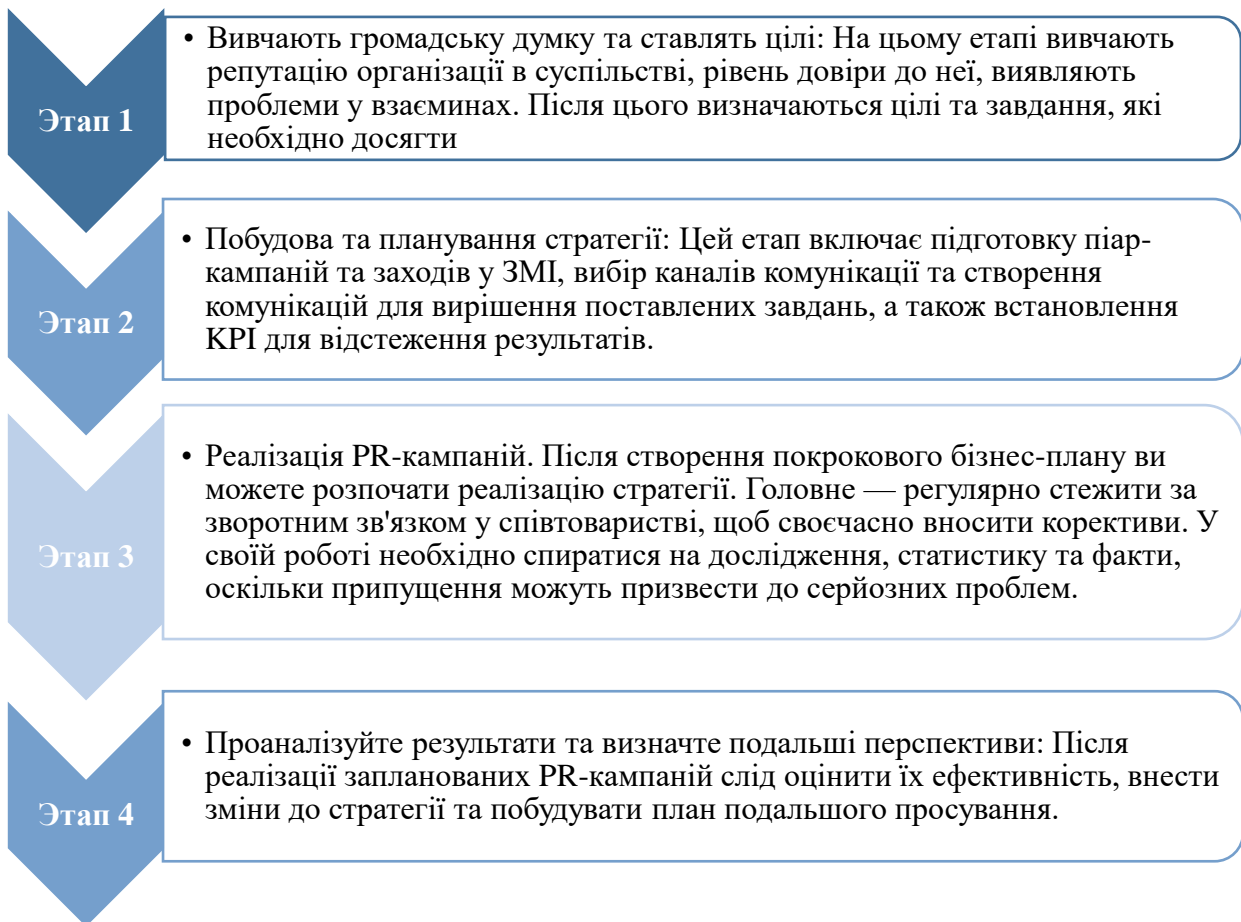 Этап 1
• Вивчають громадську думку та ставлять цілі: На цьому етапі вивчають
репутацію організації в суспільстві, рівень довіри до неї, виявляють
проблеми у взаєминах. Після цього визначаються цілі та завдання, які
необхідно досягти
Этап 2
• Побудова та планування стратегії: Цей етап включає підготовку піар-
кампаній та заходів у ЗМІ, вибір каналів комунікації та створення
комунікацій для вирішення поставлених завдань, а також встановлення
KPI для відстеження результатів.
Этап 3
• Реалізація PR-кампаній. Після створення покрокового бізнес-плану ви
можете розпочати реалізацію стратегії. Головне — регулярно стежити за
зворотним зв'язком у співтоваристві, щоб своєчасно вносити корективи. У
своїй роботі необхідно спиратися на дослідження, статистику та факти,
оскільки припущення можуть призвести до серйозних проблем.
Этап 4
• Проаналізуйте результати та визначте подальші перспективи: Після
реалізації запланованих PR-кампаній слід оцінити їх ефективність, внести
зміни до стратегії та побудувати план подальшого просування.